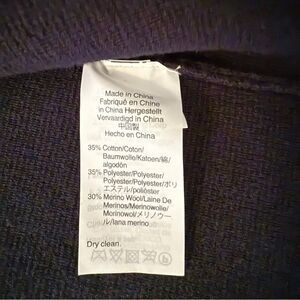 Made in China
Fabriqué en Chine
in China Hergestellt
Vervaardigd in China
中国製
Hecho en China
35% Cotton/Coton/
Baumwolle/Katoen/綿/
algodón
35% Polyester/Polyester/
Polyester/Polyester/ポリ
エステル/poliéster
30% Merino Wool/Laine De
Merinos/Merinowolle/
Merinowol/メリノウー
ル/lana merino
Dry clean.